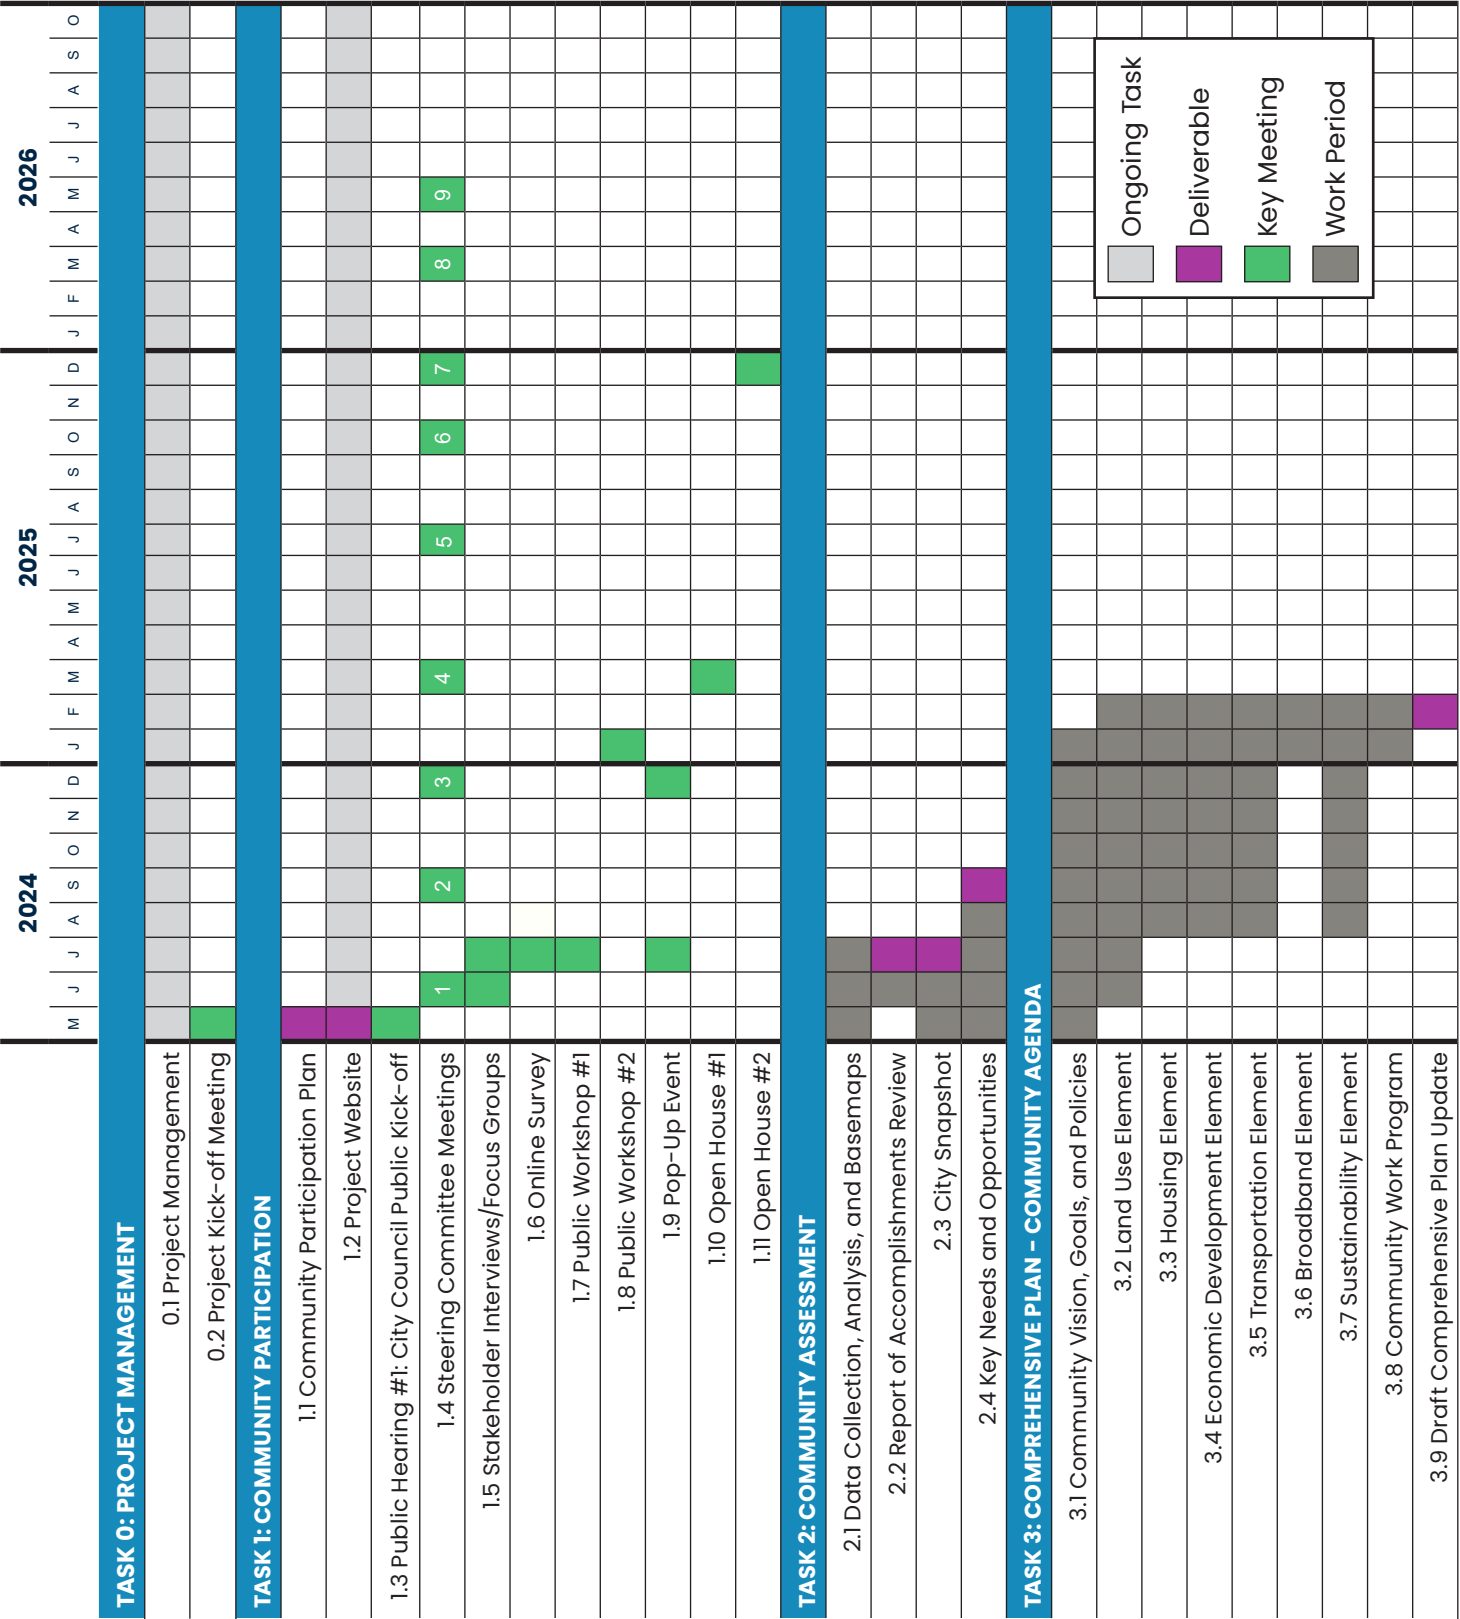 2024 2025 2026
M J J A S O N D J F M A M J J A S O N D J F M A M J J A S O
TASK 0: PROJECT MANAGEMENT
0.1 Project Management
0.2 Project Kick-off Meeting
TASK 1: COMMUNITY PARTICIPATION
1.1 Community Participation Plan
1.2 Project Website
1.3 Public Hearing #1: City Council Public Kick-off
1.4 Steering Committee Meetings 1 2 3 4 5 6 7 8 9
1.5 Stakeholder Interviews/Focus Groups
1.6 Online Survey
1.7 Public Workshop #1
1.8 Public Workshop #2
1.9 Pop-Up Event
1.10 Open House #1
1.11 Open House #2
TASK 2: COMMUNITY ASSESSMENT
2.1 Data Collection, Analysis, and Basemaps
2.2 Report of Accomplishments Review
2.3 City Snapshot
2.4 Key Needs and Opportunities
TASK 3: COMPREHENSIVE PLAN - COMMUNITY AGENDA
3.1 Community Vision, Goals, and Policies
3.2 Land Use Element
3.3 Housing Element
3.4 Economic Development Element
3.5 Transportation Element
3.6 Broadband Element
3.7 Sustainability Element
3.8 Community Work Program
3.9 Draft Comprehensive Plan Update
Ongoing Task
Deliverable
Key Meeting
Work Period